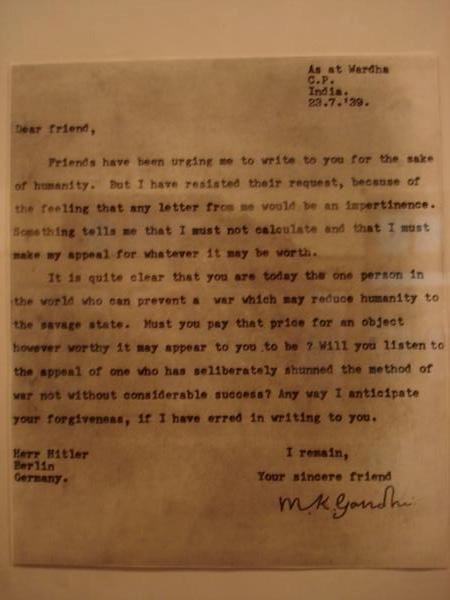 As at Wardha
C.P.
India.
23.7.'39.
Dear friend,
Friends have been urging me to write to you for the sake
of humanity. But I have resisted their request, because of
the feeling that any letter from me would be an impertinence.
Something tells me that I must not calculate and that I must
make my appeal for whatever it may be worth.
It is quite clear that you are today the one person in
the world who can prevent a war which may reduce humanity to
the savage state. Must you pay that price for an object
however worthy it may appear to you to be ? Will you listen to
the appeal of one who has seliberately shunned the method of
war not without considerable success? Any way I anticipate
your forgiveness, if I have erred in writing to you.
Herr Hitler
Berlin
Germany.
I remain,
Your sincere friend
M.K.Gandhi